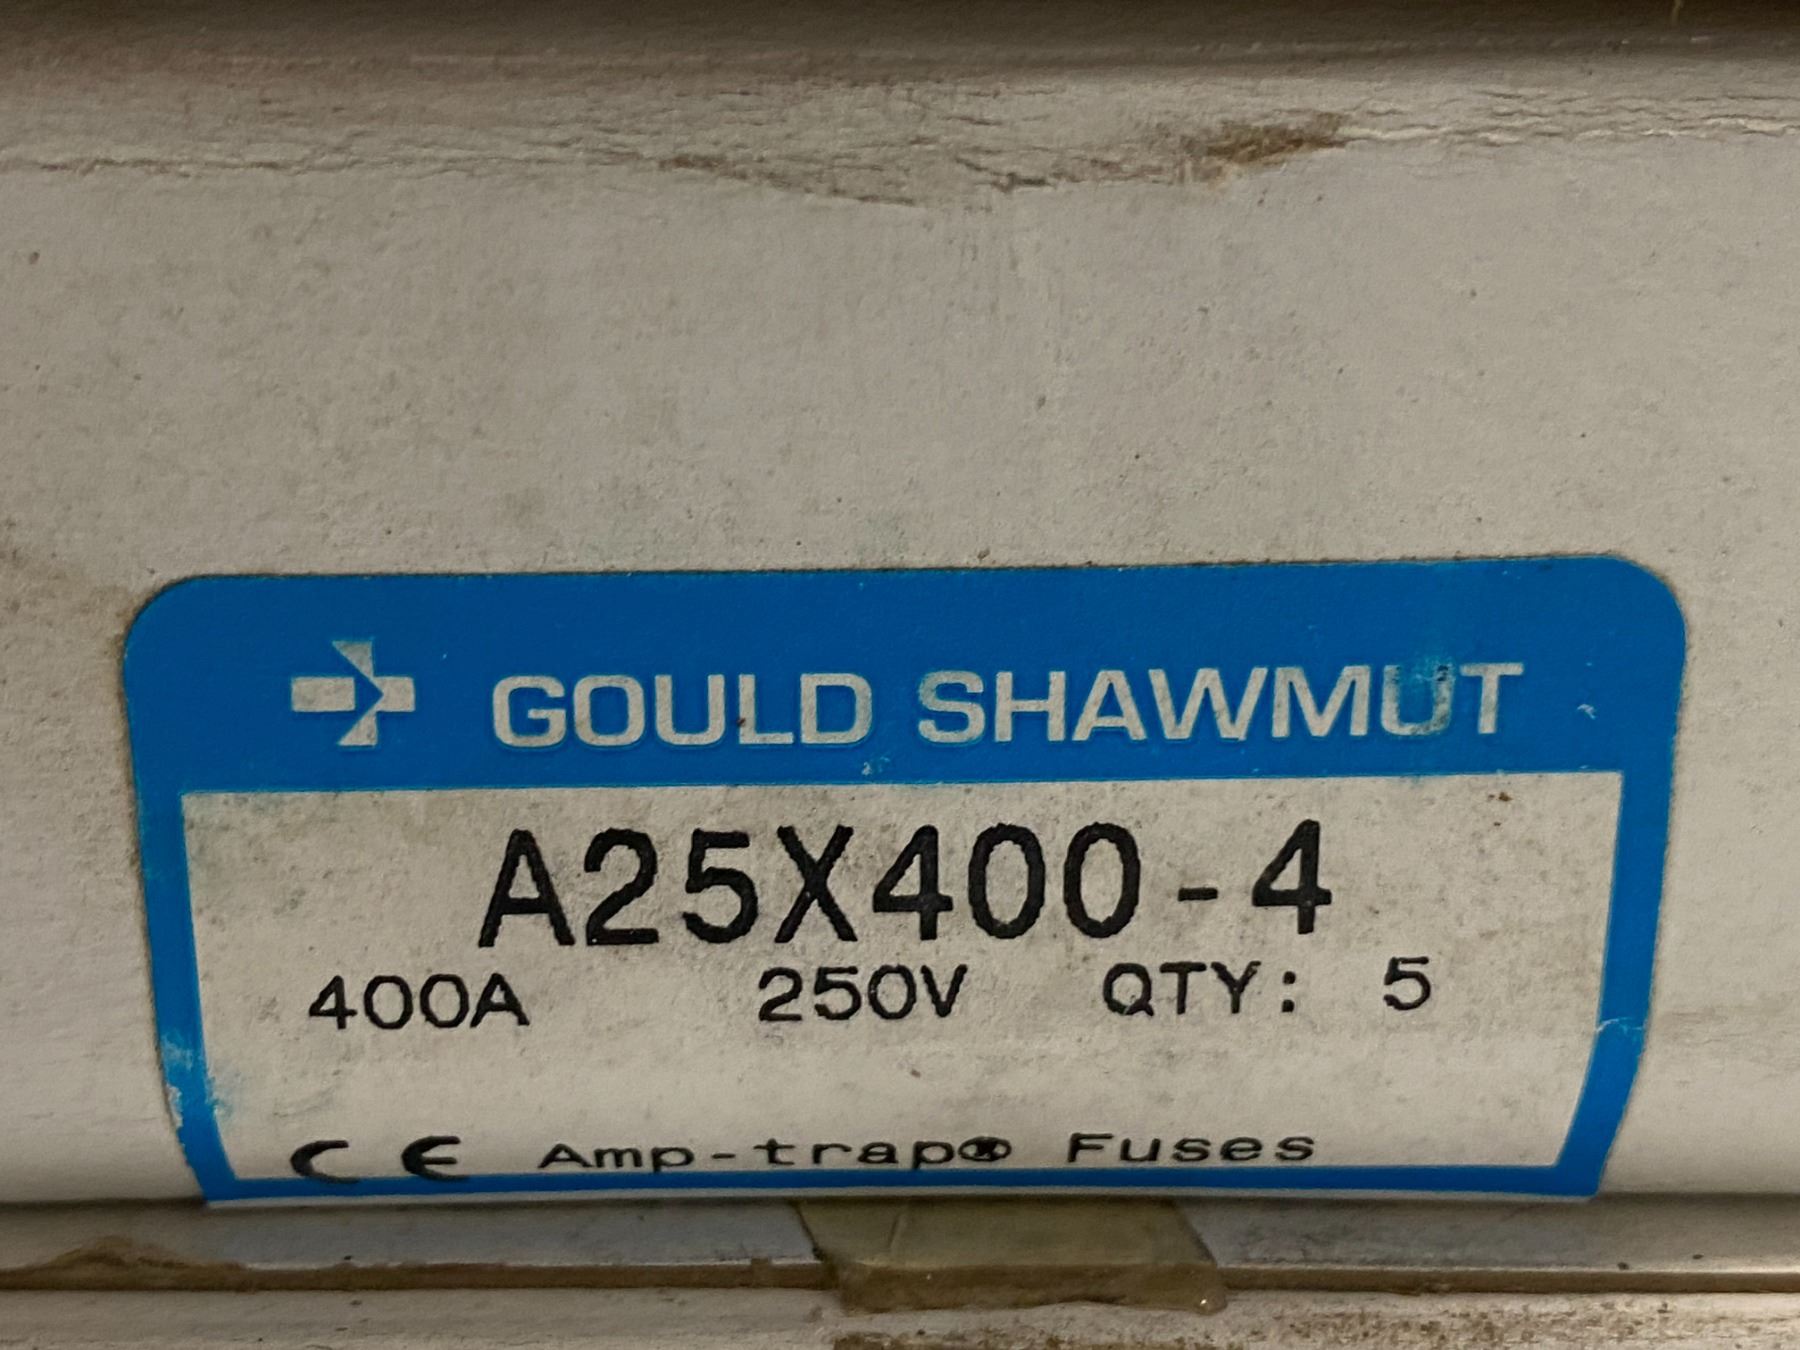 GOULD SHAWMUT
A25X400-4
400A 250V QTY: 5
CE Amp-trap® Fuses